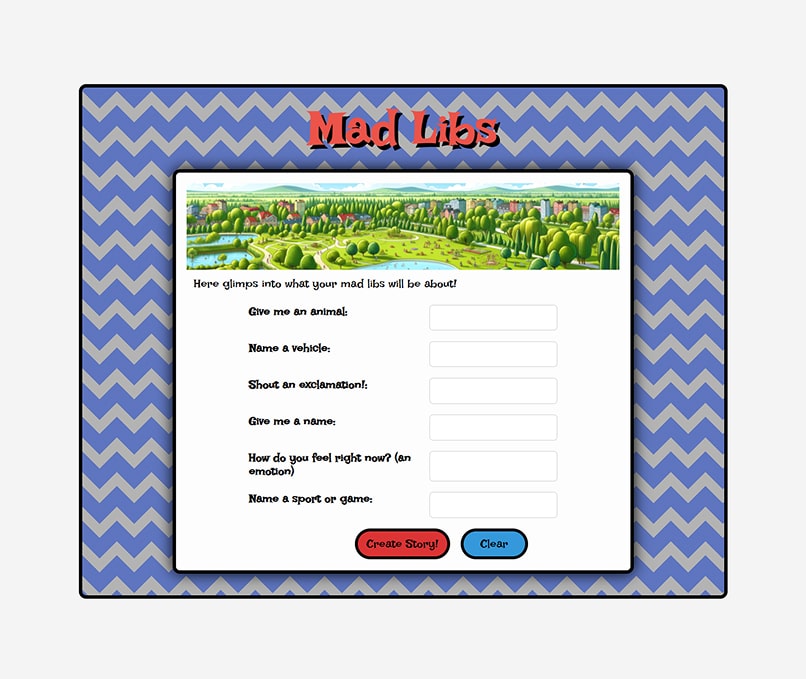 Mad Libs
Here glimps into what your mad libs will be about!
Give me an animal:
Name a vehicle:
Shout an exclamation!:
Give me a name:
How do you feel right now? (an
emotion)
Name a sport or game:
Create Story!
Clear